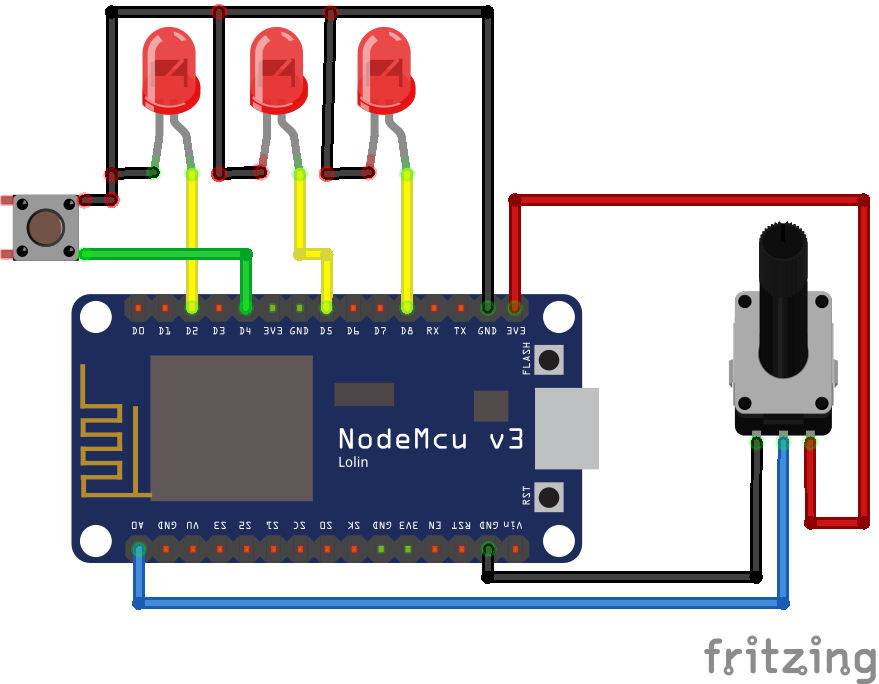 D0 D1 D2 D3 D4 3V3 GND D5 D6 D7 D8 RX TX GND 3V3
FLASH
NodeMcu v3
Lolin
RST
A0 GND VU S3 S2 S1 SC S0 SK GND 3V3 EN RST GND Vin
fritzing